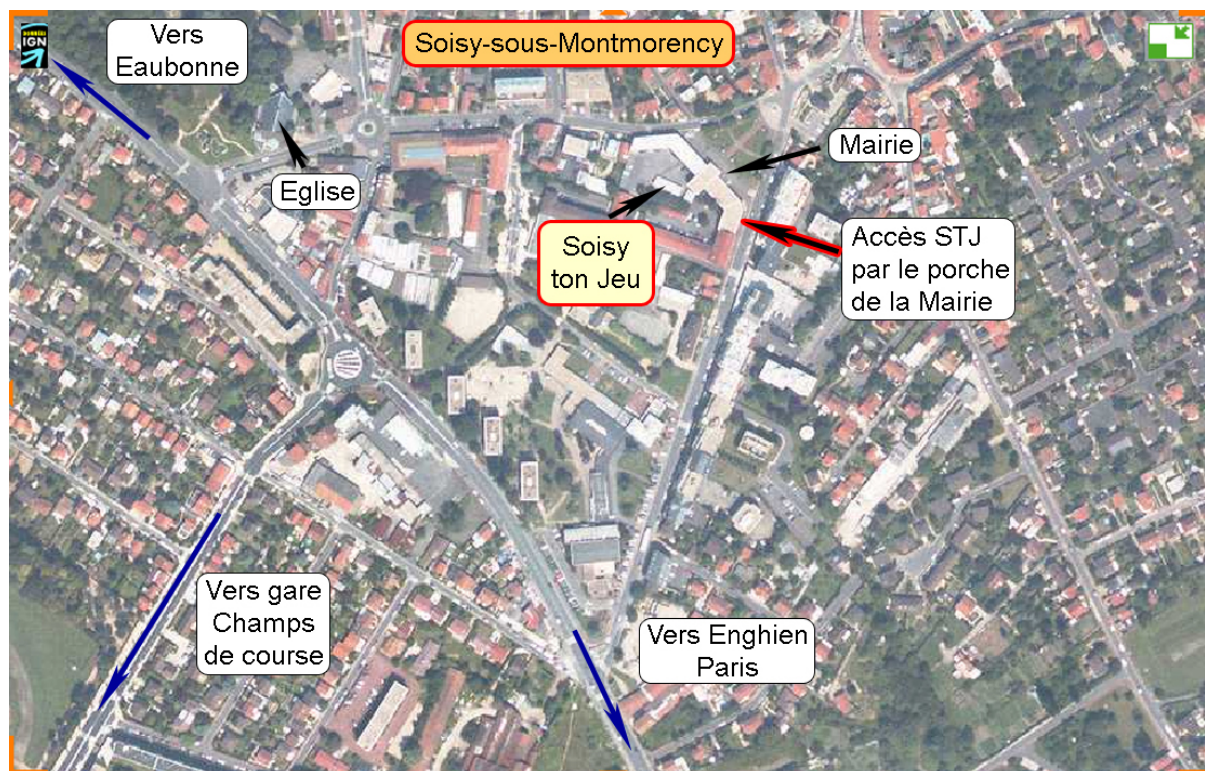 DONNÉES
IGN
Vers
Eaubonne
Soisy-sous-Montmorency
Mairie
Eglise
Soisy
ton Jeu
Accès STJ
par le porche
de la Mairie
Vers gare
Champs
de course
Vers Enghien
Paris